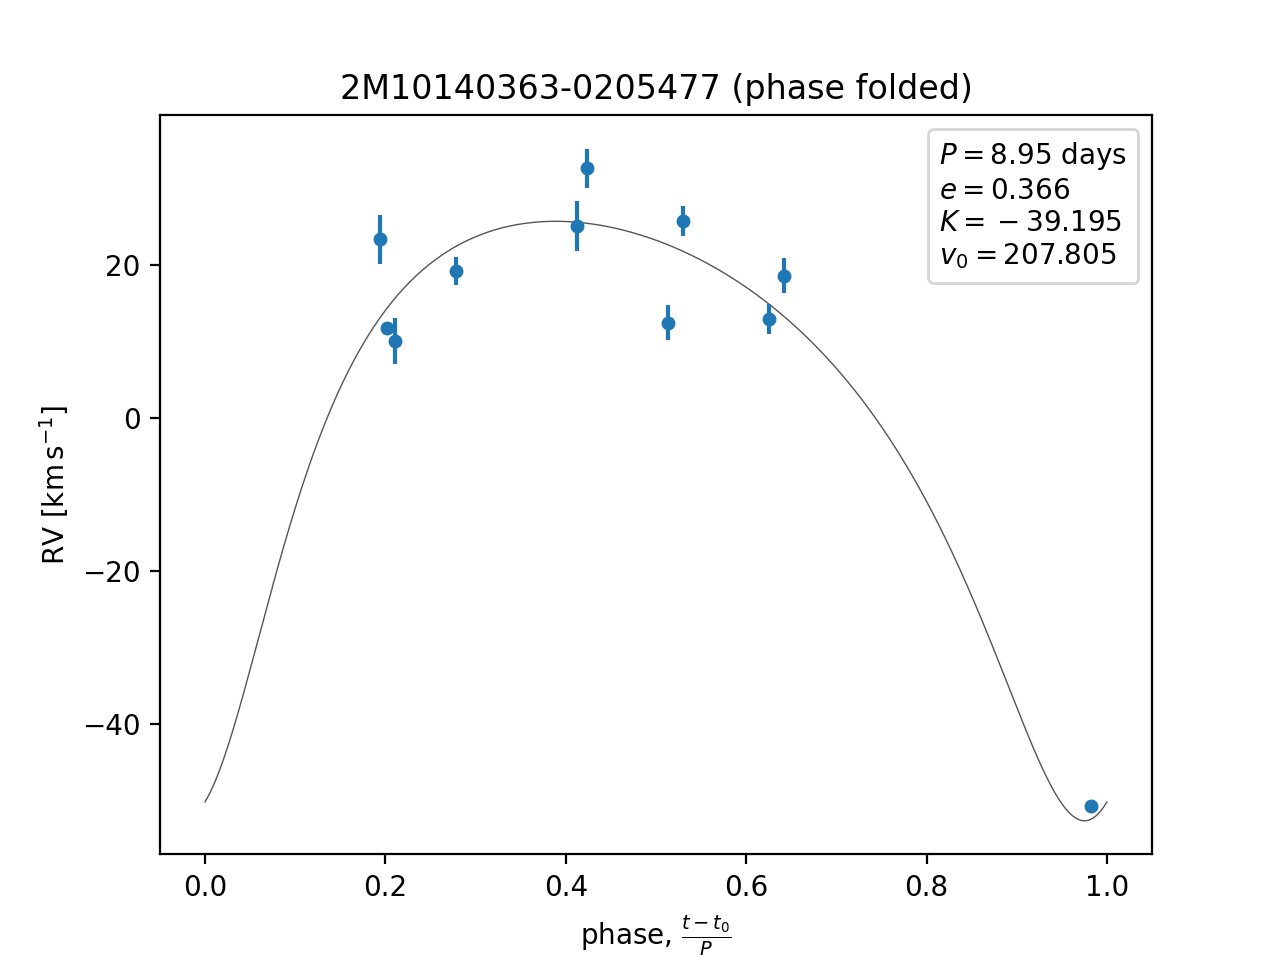 2M10140363-0205477 (phase folded)
P = 8.95 days
e = 0.366
K = −39.195
v₀ = 207.805
20
0
−20
−40
RV [km s⁻¹]
0.0 0.2 0.4 0.6 0.8 1.0
phase, (t − t₀)/P